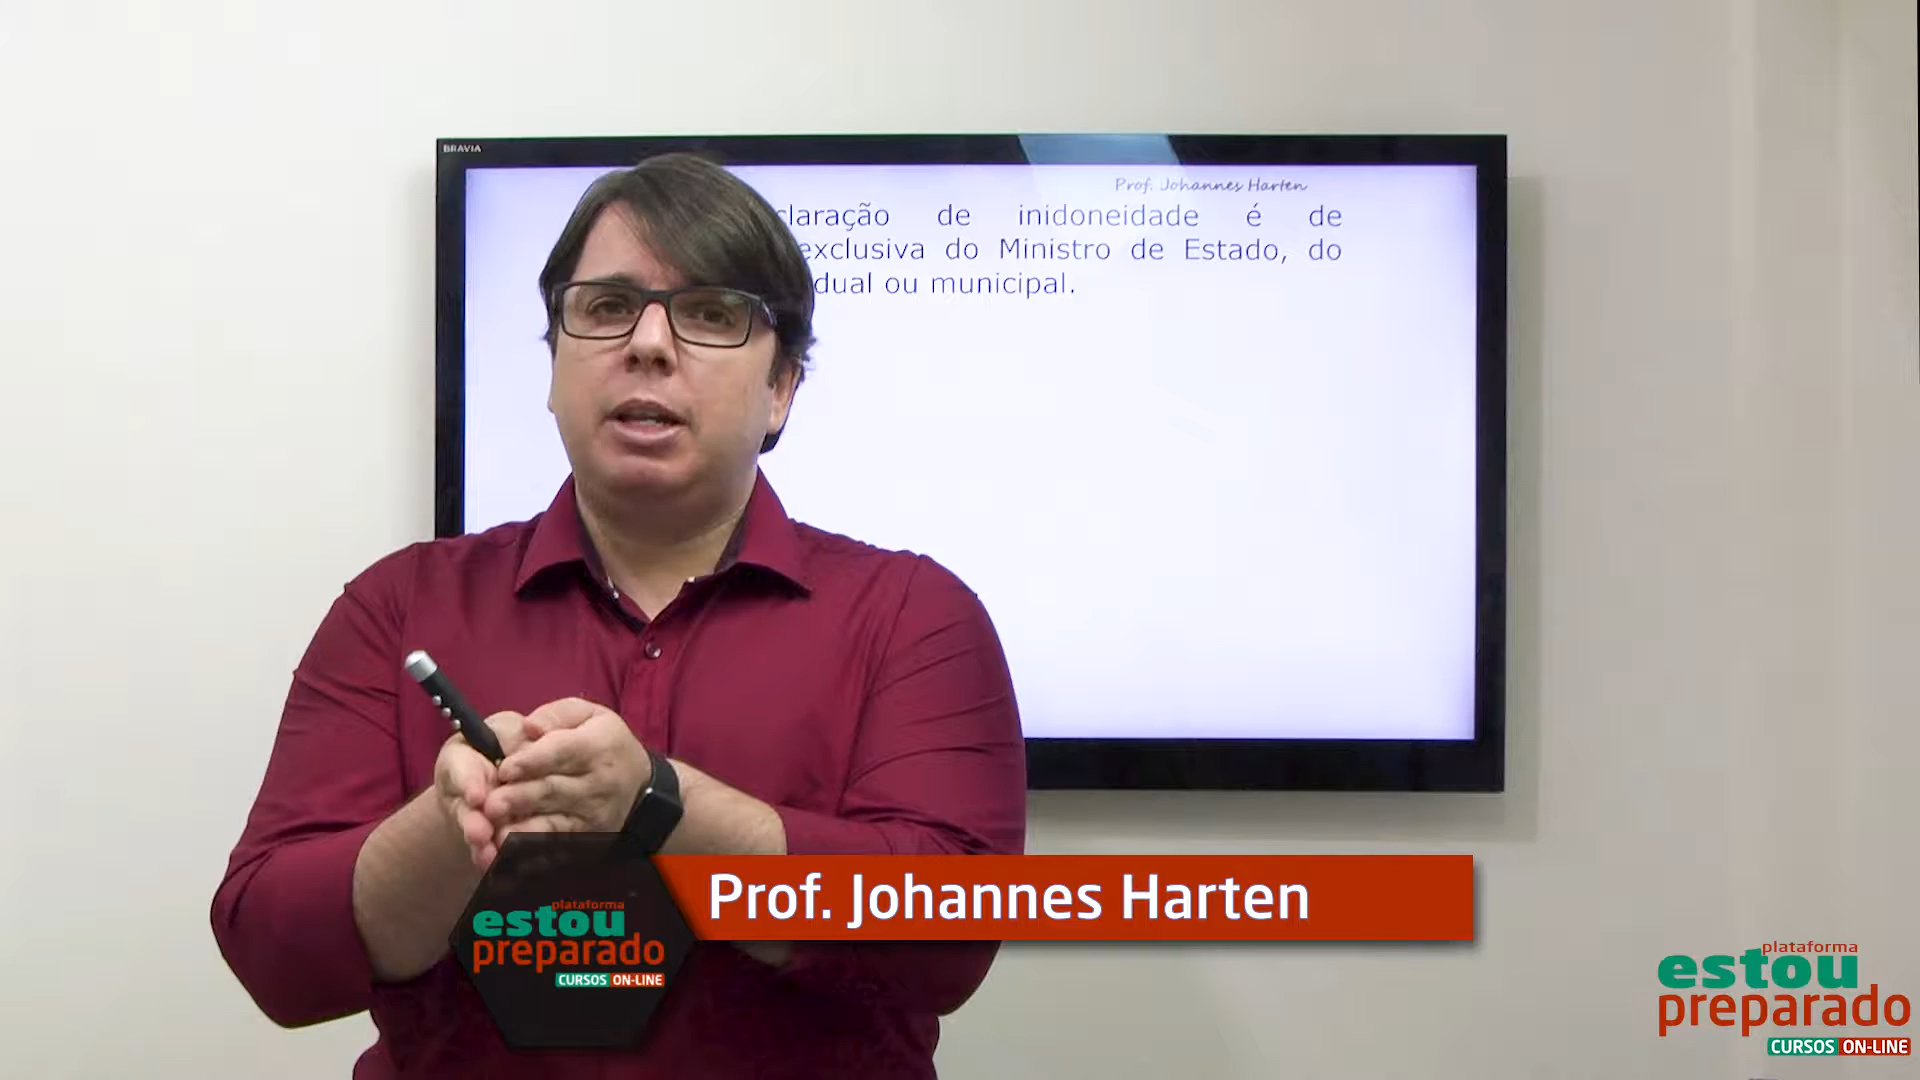 BRAVIA
Prof. Johannes Harten
claração de inidoneidade é de
exclusiva do Ministro de Estado, do
dual ou municipal.
Prof. Johannes Harten
plataforma
estou
preparado
CURSOS ON-LINE
plataforma
estou
preparado
CURSOS ON-LINE